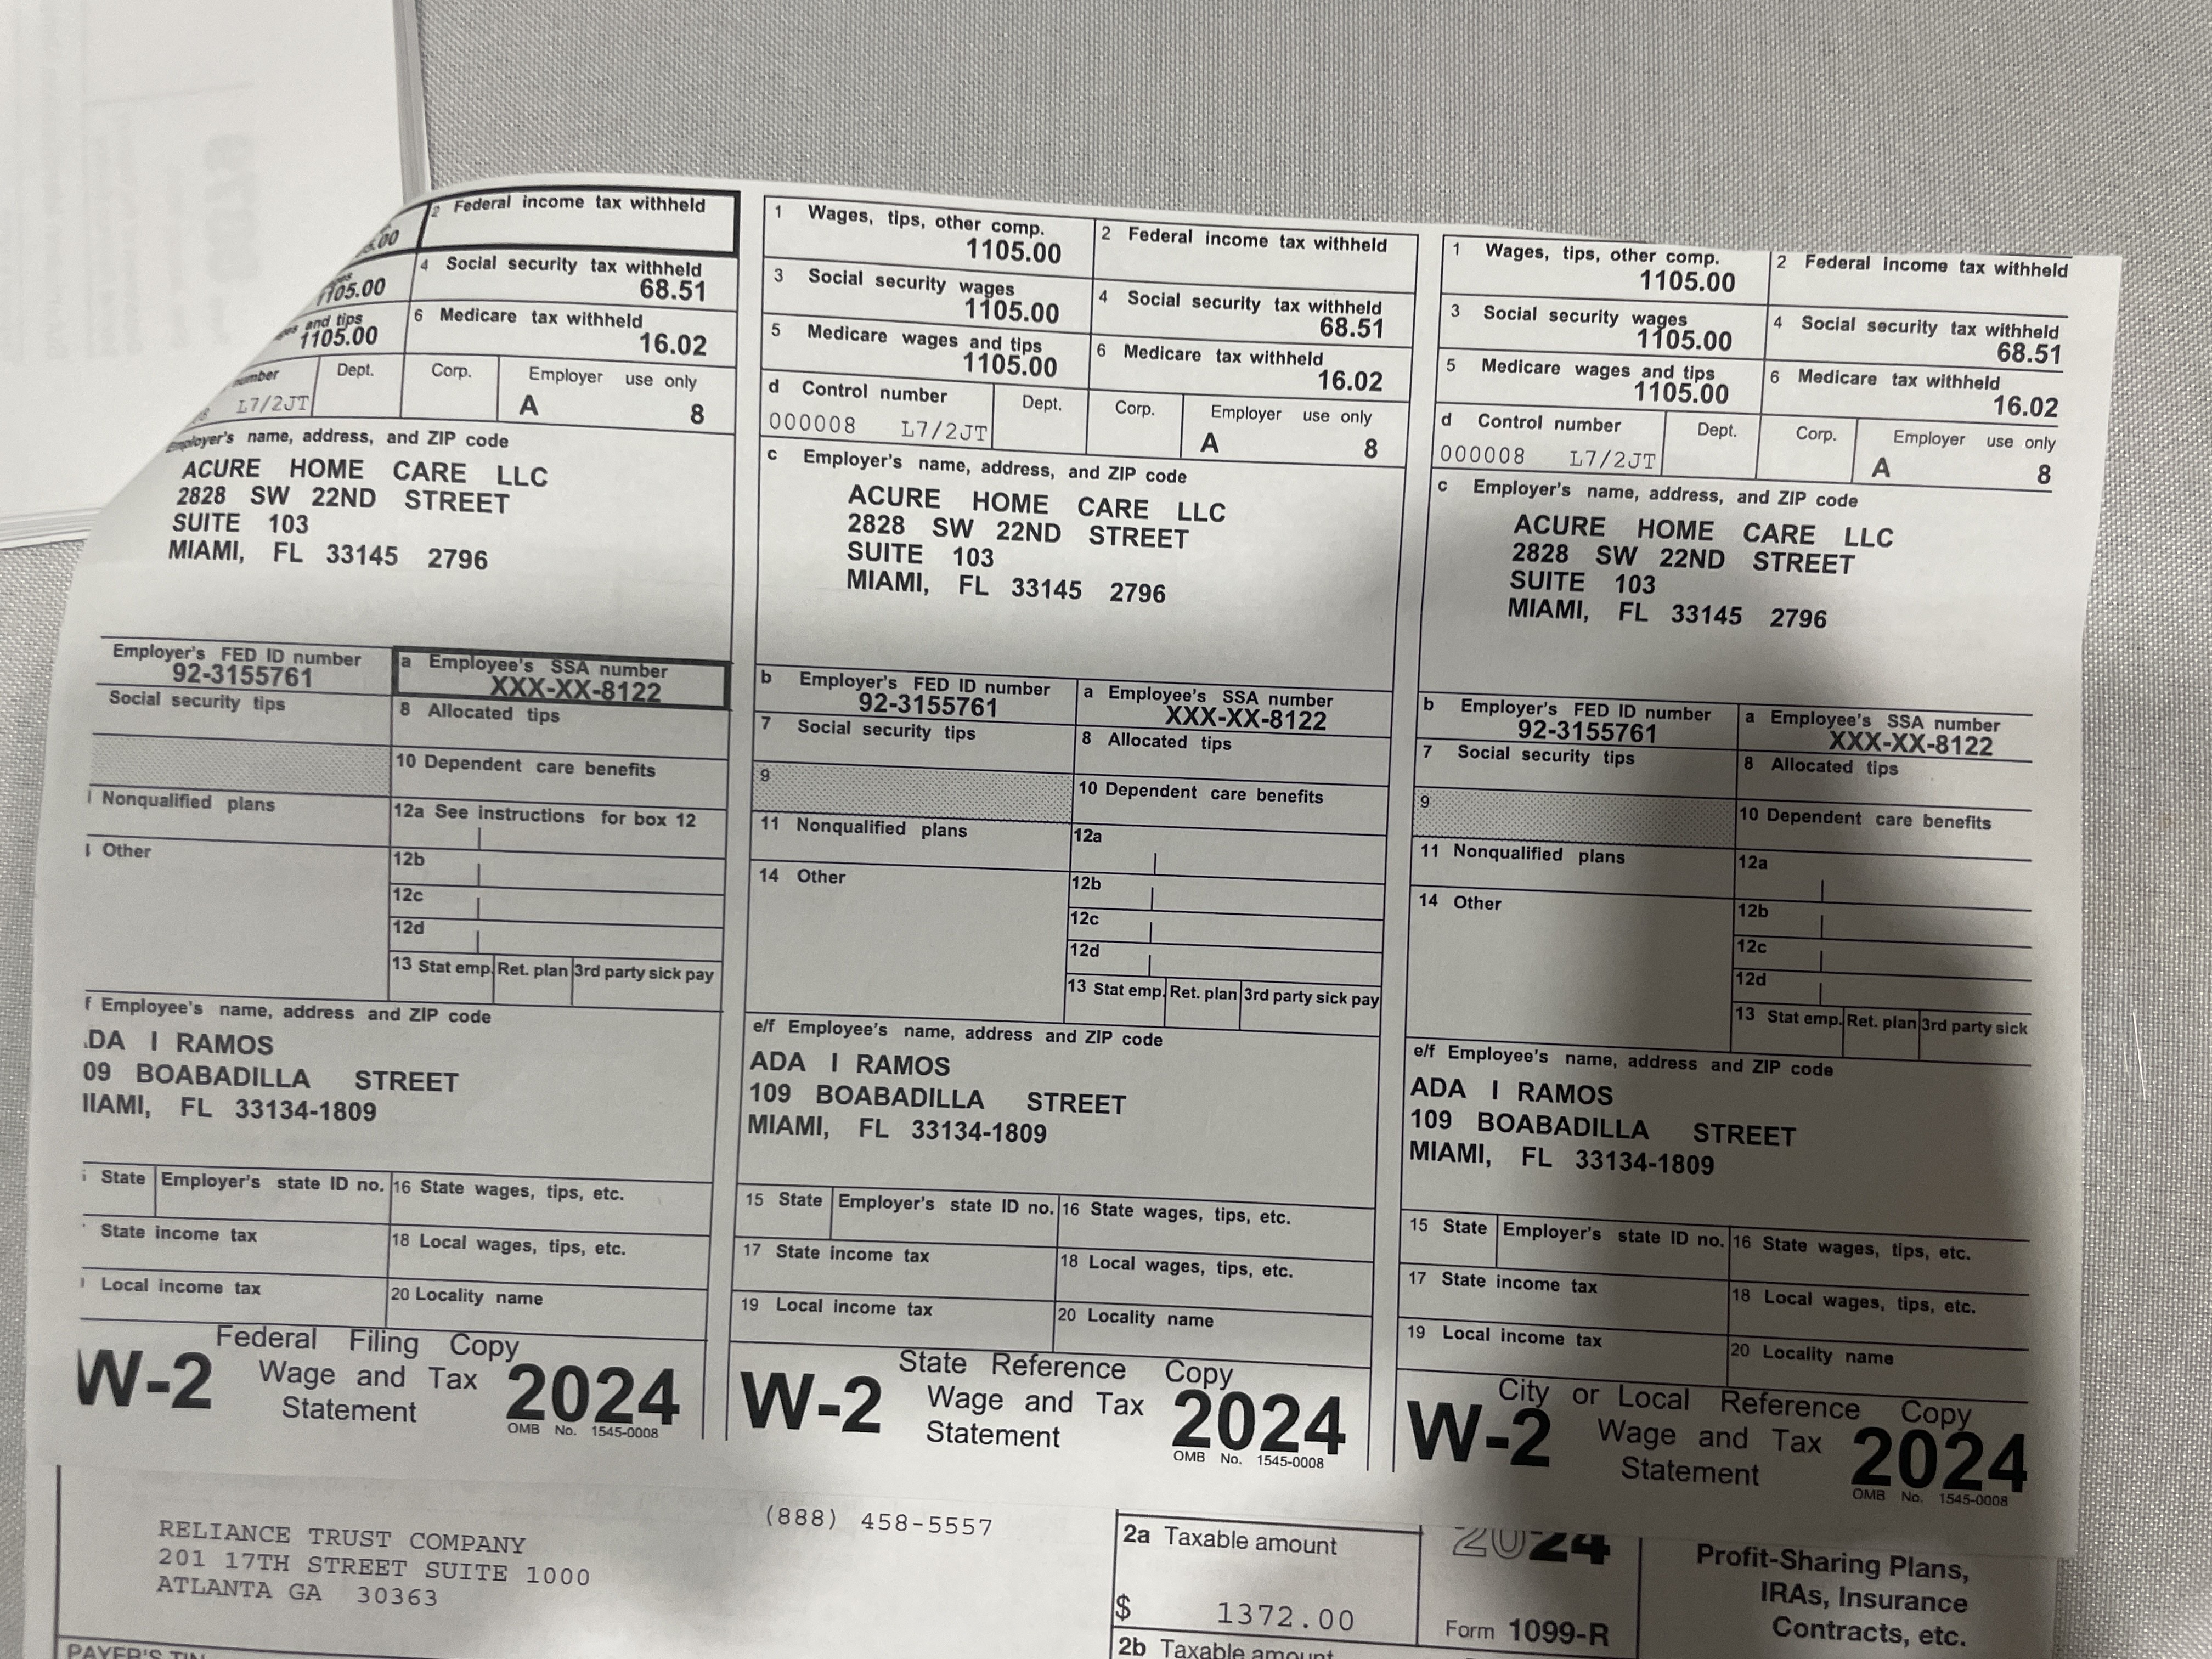 2 Federal income tax withheld
5.00
4 Social security tax withheld
1105.00 68.51
and tips 6 Medicare tax withheld
1105.00 16.02
number Dept. Corp. Employer use only
L7/2JT A 8
Employer's name, address, and ZIP code
ACURE HOME CARE LLC
2828 SW 22ND STREET
SUITE 103
MIAMI, FL 33145 2796
Employer's FED ID number a Employee's SSA number
92-3155761 XXX-XX-8122
Social security tips 8 Allocated tips
10 Dependent care benefits
Nonqualified plans 12a See instructions for box 12
Other 12b
12c
12d
13 Stat emp. Ret. plan 3rd party sick pay
f Employee's name, address and ZIP code
DA I RAMOS
09 BOABADILLA STREET
IIAMI, FL 33134-1809
State Employer's state ID no. 16 State wages, tips, etc.
State income tax 18 Local wages, tips, etc.
Local income tax 20 Locality name
Federal Filing Copy
W-2 Wage and Tax Statement 2024
OMB No. 1545-0008
1 Wages, tips, other comp. 2 Federal income tax withheld
1105.00
3 Social security wages 4 Social security tax withheld
1105.00 68.51
5 Medicare wages and tips 6 Medicare tax withheld
1105.00 16.02
d Control number Dept. Corp. Employer use only
000008 L7/2JT A 8
c Employer's name, address, and ZIP code
ACURE HOME CARE LLC
2828 SW 22ND STREET
SUITE 103
MIAMI, FL 33145 2796
b Employer's FED ID number a Employee's SSA number
92-3155761 XXX-XX-8122
7 Social security tips 8 Allocated tips
9 10 Dependent care benefits
11 Nonqualified plans 12a
14 Other 12b
12c
12d
13 Stat emp. Ret. plan 3rd party sick pay
e/f Employee's name, address and ZIP code
ADA I RAMOS
109 BOABADILLA STREET
MIAMI, FL 33134-1809
15 State Employer's state ID no. 16 State wages, tips, etc.
17 State income tax 18 Local wages, tips, etc.
19 Local income tax 20 Locality name
State Reference Copy
W-2 Wage and Tax Statement 2024
OMB No. 1545-0008
1 Wages, tips, other comp. 2 Federal income tax withheld
1105.00
3 Social security wages 4 Social security tax withheld
1105.00 68.51
5 Medicare wages and tips 6 Medicare tax withheld
1105.00 16.02
d Control number Dept. Corp. Employer use only
000008 L7/2JT A 8
c Employer's name, address, and ZIP code
ACURE HOME CARE LLC
2828 SW 22ND STREET
SUITE 103
MIAMI, FL 33145 2796
b Employer's FED ID number a Employee's SSA number
92-3155761 XXX-XX-8122
7 Social security tips 8 Allocated tips
9 10 Dependent care benefits
11 Nonqualified plans 12a
14 Other 12b
12c
12d
13 Stat emp. Ret. plan 3rd party sick
e/f Employee's name, address and ZIP code
ADA I RAMOS
109 BOABADILLA STREET
MIAMI, FL 33134-1809
15 State Employer's state ID no. 16 State wages, tips, etc.
17 State income tax 18 Local wages, tips, etc.
19 Local income tax 20 Locality name
City or Local Reference Copy
W-2 Wage and Tax Statement 2024
OMB No. 1545-0008
(888) 458-5557
RELIANCE TRUST COMPANY
201 17TH STREET SUITE 1000
ATLANTA GA 30363
PAYER'S TIN
2a Taxable amount
$ 1372.00
2b Taxable amount
2024
Form 1099-R
Profit-Sharing Plans,
IRAs, Insurance
Contracts, etc.